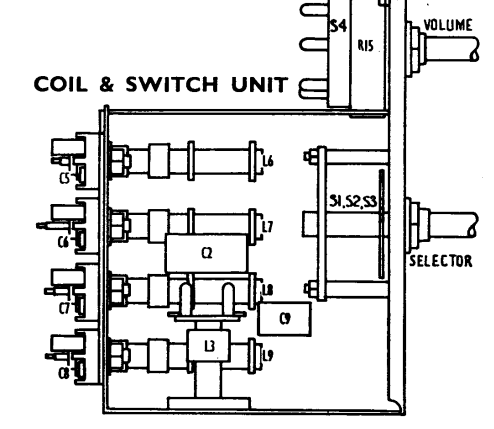 S4
VOLUME
R15
COIL & SWITCH UNIT
C5
L6
S1,S2,S3
C6
L7
C2
SELECTOR
C7
L8
C9
L3
C8
L9